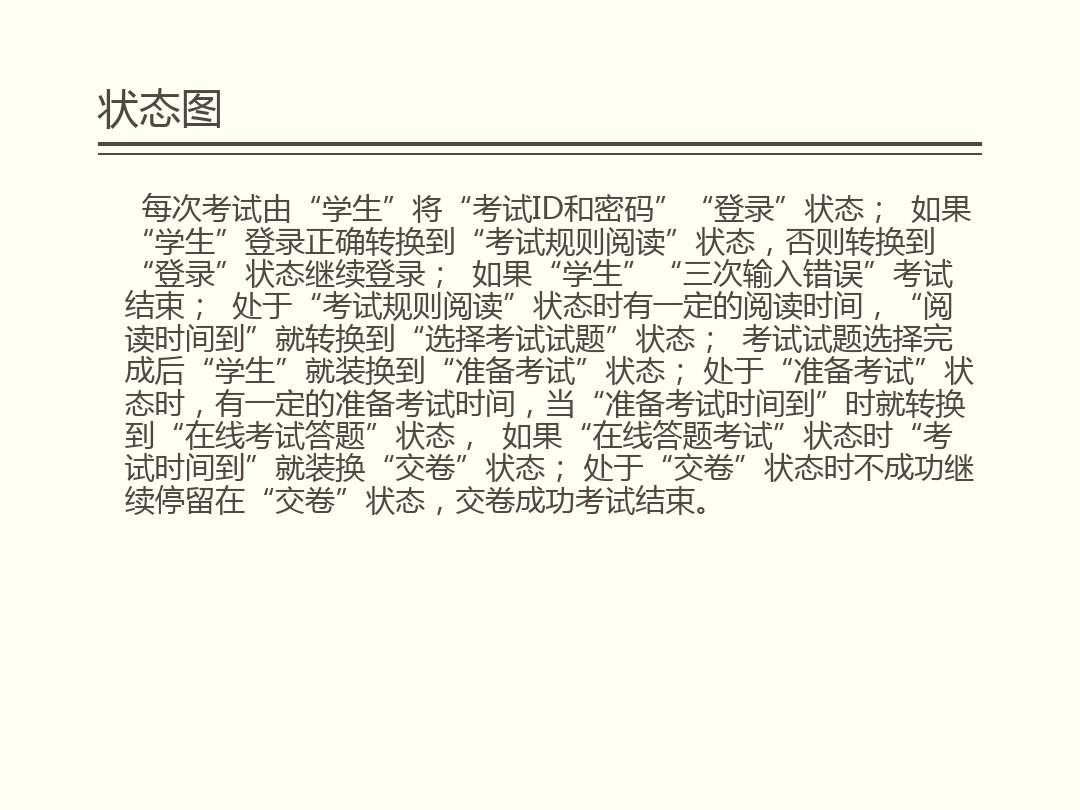 状态图
每次考试由“学生”将“考试ID和密码”“登录”状态； 如果
“学生”登录正确转换到“考试规则阅读”状态，否则转换到
“登录”状态继续登录； 如果“学生”“三次输入错误”考试
结束； 处于“考试规则阅读”状态时有一定的阅读时间，“阅
读时间到”就转换到“选择考试试题”状态； 考试试题选择完
成后“学生”就装换到“准备考试”状态；处于“准备考试”状
态时，有一定的准备考试时间，当“准备考试时间到”时就转换
到“在线考试答题”状态， 如果“在线答题考试”状态时“考
试时间到”就装换“交卷”状态；处于“交卷”状态时不成功继
续停留在“交卷”状态，交卷成功考试结束。